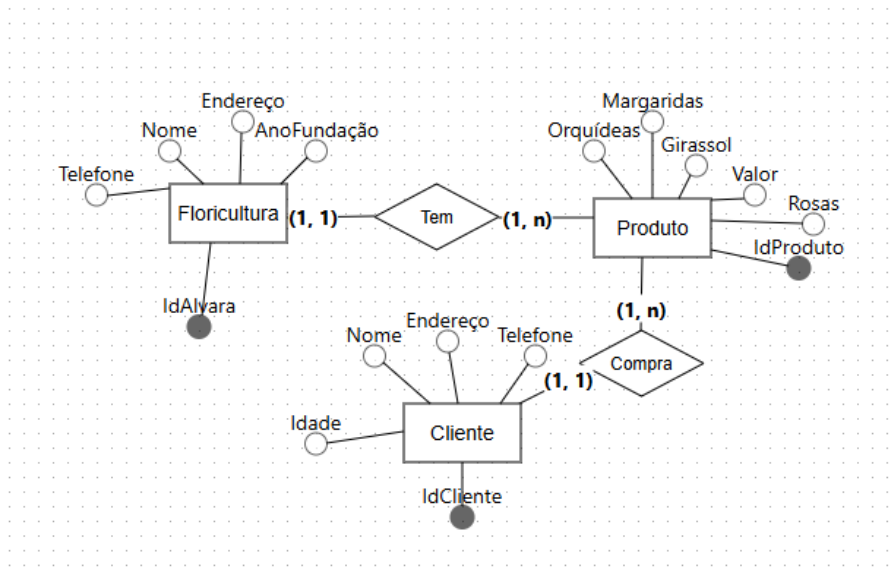 Margaridas
Endereço
Nome
AnoFundação
Orquídeas
Girassol
Telefone
Valor
Rosas
Floricultura
(1, 1)
Tem
(1, n)
Produto
IdProduto
IdAlvara
(1, n)
Endereço
Nome
Telefone
Compra
(1, 1)
Idade
Cliente
IdCliente